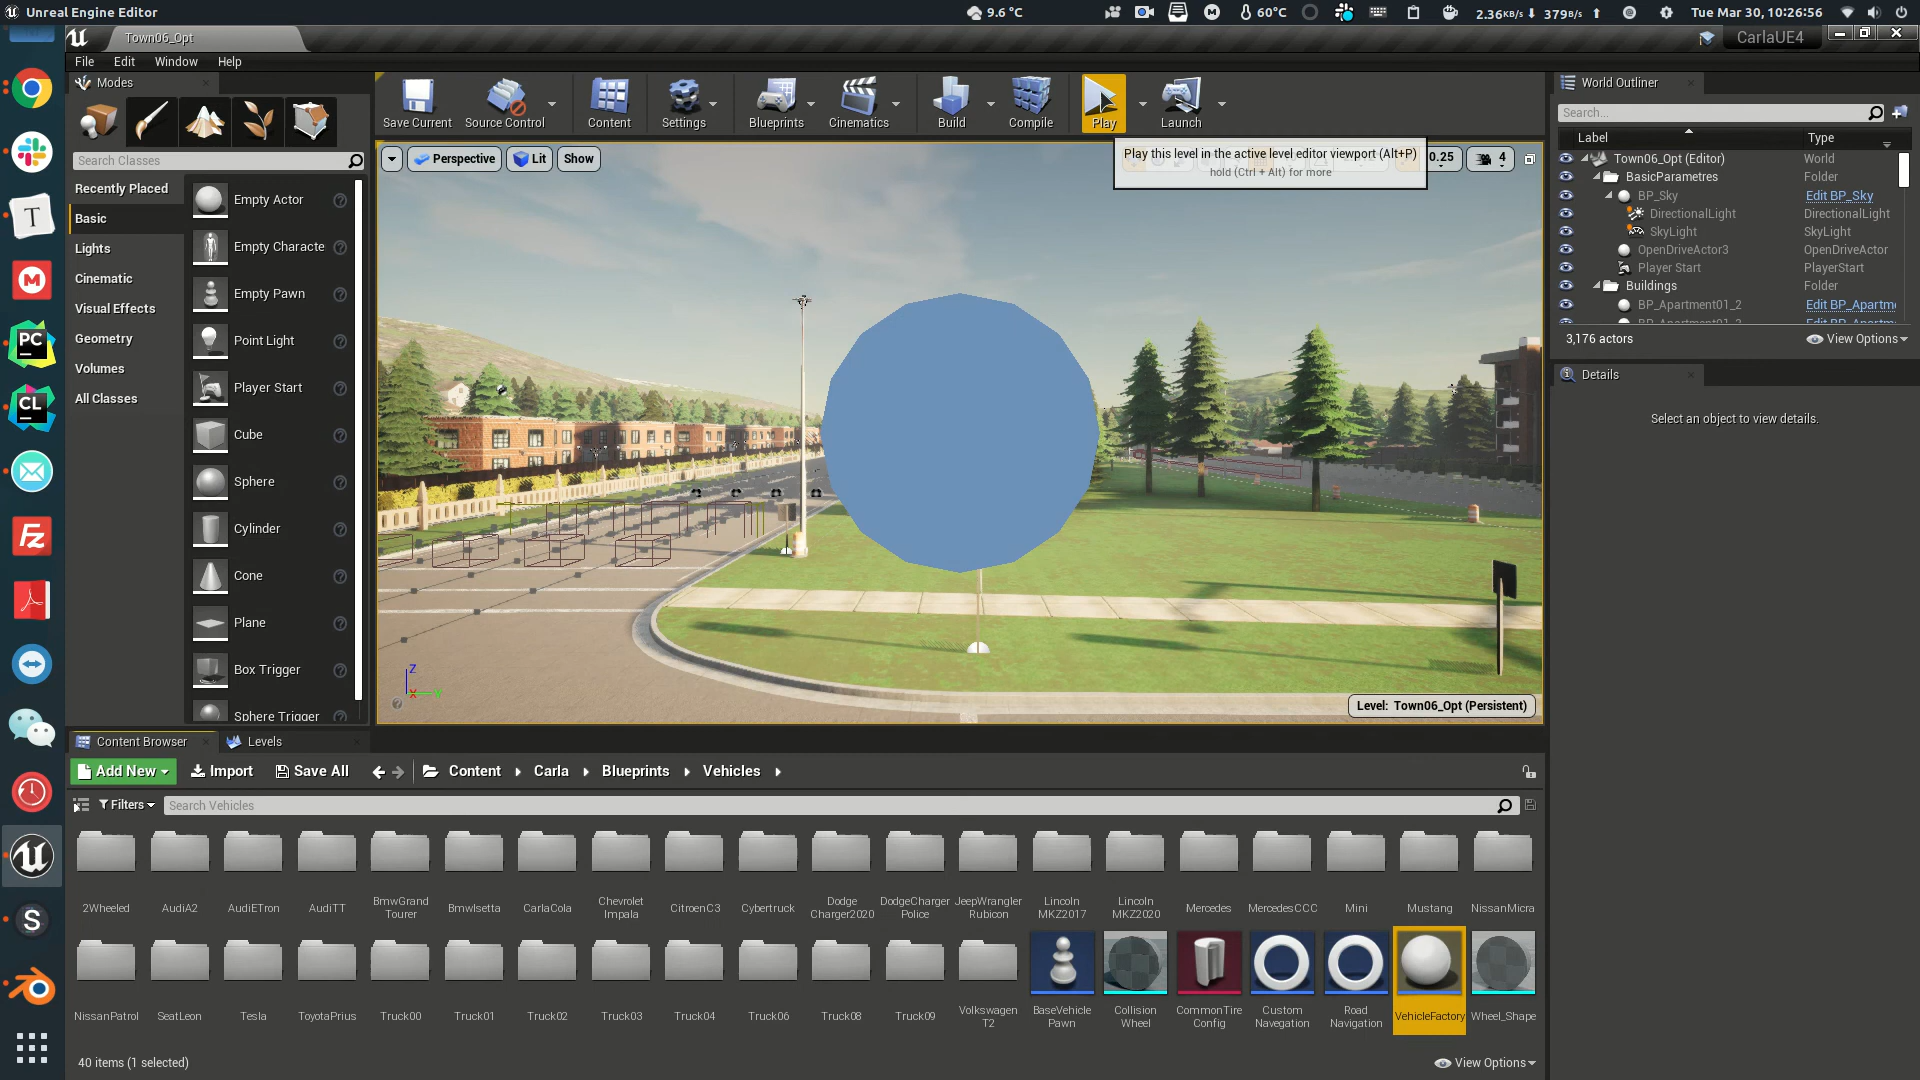 Unreal Engine Editor
9.6 °C
60°C
2.36KB/s
379B/s
Tue Mar 30, 10:26:56
Town06_Opt
CarlaUE4
File Edit Window Help
Modes
Search Classes
Recently Placed
Basic
Lights
Cinematic
Visual Effects
Geometry
Volumes
All Classes
Empty Actor
Empty Characte
Empty Pawn
Point Light
Player Start
Cube
Sphere
Cylinder
Cone
Plane
Box Trigger
Sphere Trigger
Save Current
Source Control
Content
Settings
Blueprints
Cinematics
Build
Compile
Play
Launch
Perspective
Lit
Show
Play this level in the active level editor viewport (Alt+P)
hold (Ctrl + Alt) for more
0.25
4
Z
X
Y
Level: Town06_Opt (Persistent)
World Outliner
Search...
Label Type
Town06_Opt (Editor) World
BasicParametres Folder
BP_Sky Edit BP_Sky
DirectionalLight DirectionalLight
SkyLight SkyLight
OpenDriveActor3 OpenDriveActor
Player Start PlayerStart
Buildings Folder
BP_Apartment01_2 Edit BP_Apartm
3,176 actors
View Options
Details
Select an object to view details.
Content Browser
Levels
Add New
Import
Save All
Content
Carla
Blueprints
Vehicles
Filters
Search Vehicles
2Wheeled
AudiA2
AudiETron
AudiTT
BmwGrand
Tourer
BmwIsetta
CarlaCola
Chevrolet
Impala
CitroenC3
Cybertruck
Dodge
Charger2020
DodgeCharger
Police
JeepWrangler
Rubicon
Lincoln
MKZ2017
Lincoln
MKZ2020
Mercedes
MercedesCCC
Mini
Mustang
NissanMicra
NissanPatrol
SeatLeon
Tesla
ToyotaPrius
Truck00
Truck01
Truck02
Truck03
Truck04
Truck06
Truck08
Truck09
Volkswagen
T2
BaseVehicle
Pawn
Collision
Wheel
CommonTire
Config
Custom
Navegation
Road
Navigation
VehicleFactory
Wheel_Shape
40 items (1 selected)
View Options
T
M
PC
CL
Fz
S